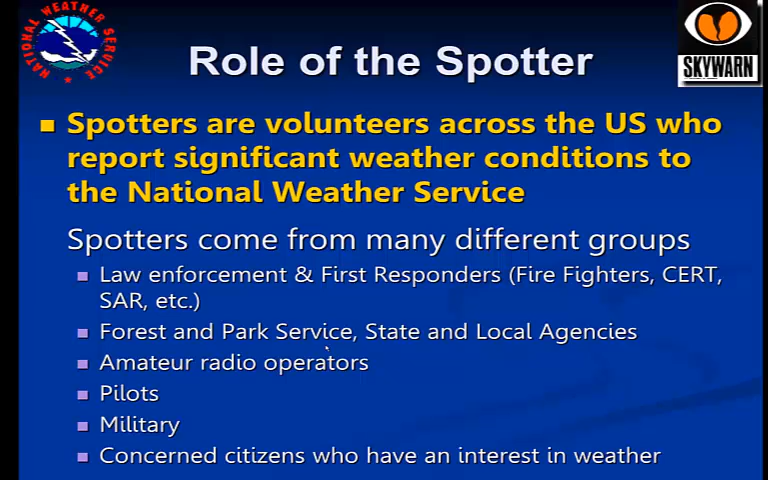 NATIONAL WEATHER SERVICE
Role of the Spotter
SKYWARN
Spotters are volunteers across the US who
report significant weather conditions to
the National Weather Service
Spotters come from many different groups
Law enforcement & First Responders (Fire Fighters, CERT,
SAR, etc.)
Forest and Park Service, State and Local Agencies
Amateur radio operators
Pilots
Military
Concerned citizens who have an interest in weather